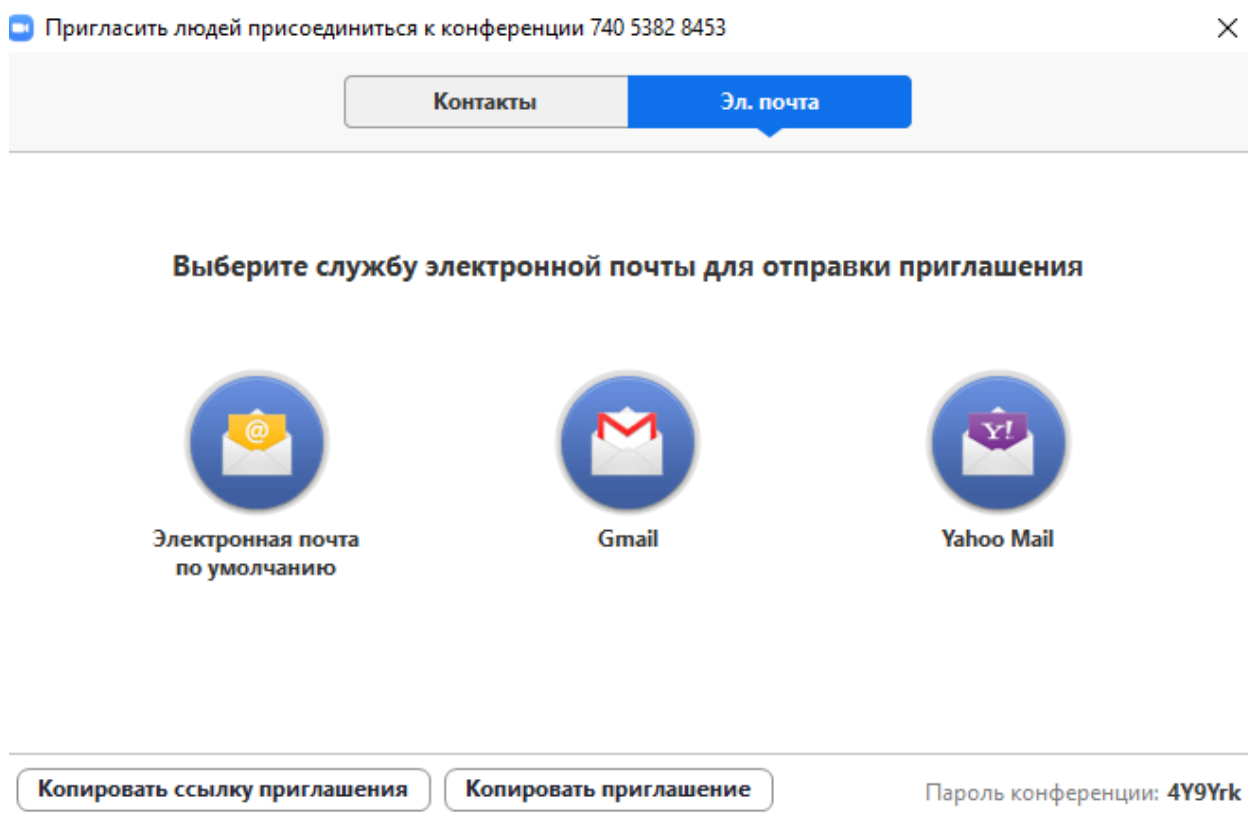 Пригласить людей присоединиться к конференции 740 5382 8453
Контакты
Эл. почта
Выберите службу электронной почты для отправки приглашения
@
Y!
Электронная почта
по умолчанию
Gmail
Yahoo Mail
Копировать ссылку приглашения
Копировать приглашение
Пароль конференции: 4Y9Yrk